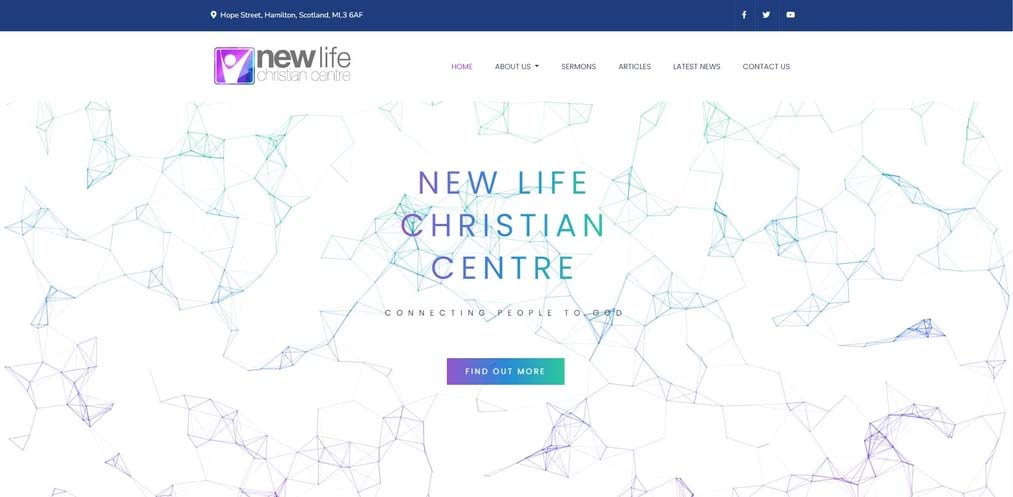 Hope Street, Hamilton, Scotland, ML3 6AF
new life
christian centre
HOME ABOUT US SERMONS ARTICLES LATEST NEWS CONTACT US
NEW LIFE
CHRISTIAN
CENTRE
CONNECTING PEOPLE TO GOD
FIND OUT MORE